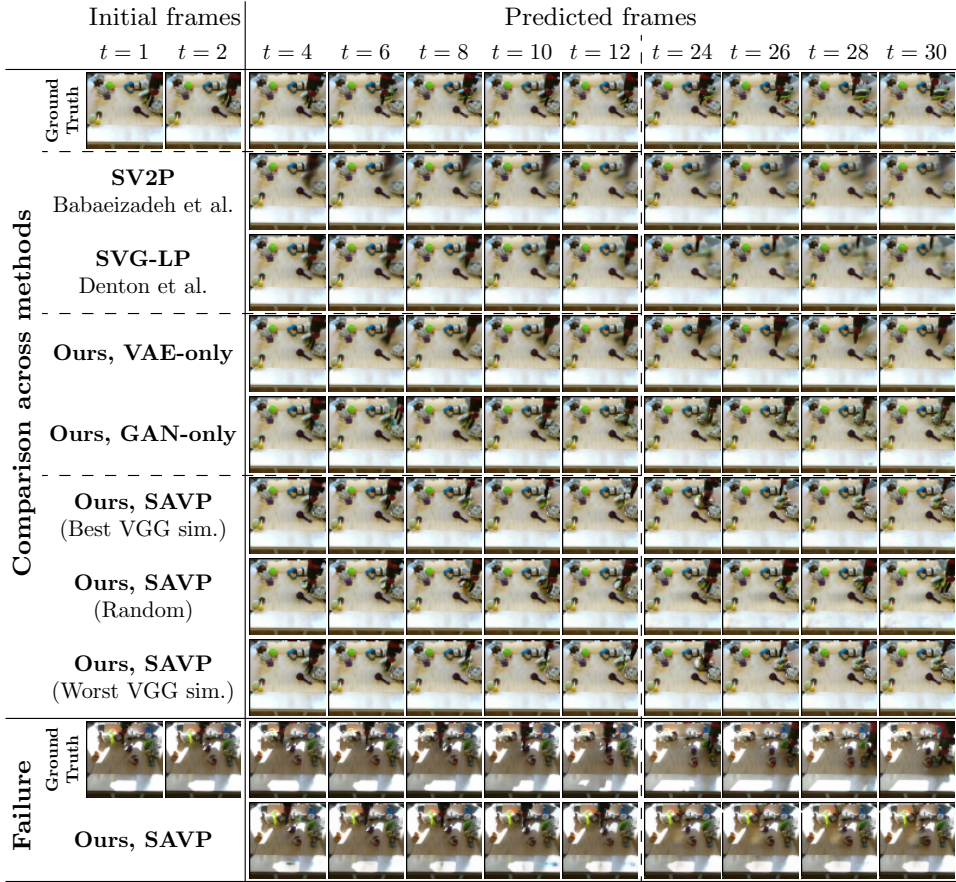 Initial frames Predicted frames
t = 1 t = 2 t = 4 t = 6 t = 8 t = 10 t = 12 t = 24 t = 26 t = 28 t = 30
Comparison across methods
Ground
Truth
SV2P
Babaeizadeh et al.
SVG-LP
Denton et al.
Ours, VAE-only
Ours, GAN-only
Ours, SAVP
(Best VGG sim.)
Ours, SAVP
(Random)
Ours, SAVP
(Worst VGG sim.)
Failure
Ground
Truth
Ours, SAVP